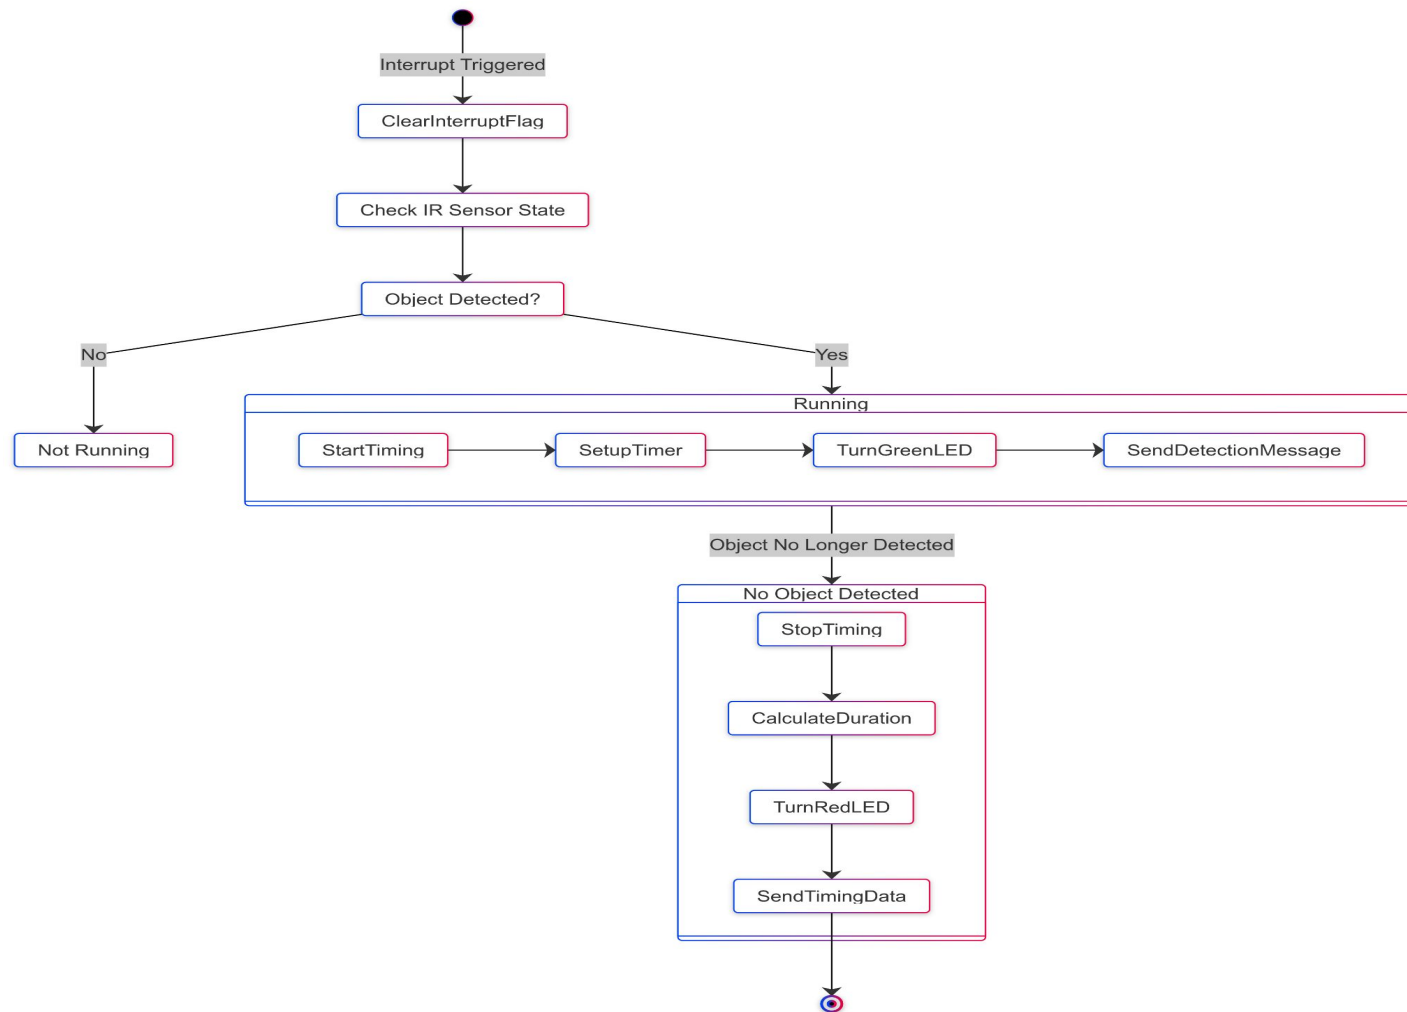 Interrupt Triggered
ClearInterruptFlag
Check IR Sensor State
Object Detected?
No
Yes
Running
Not Running
StartTiming
SetupTimer
TurnGreenLED
SendDetectionMessage
Object No Longer Detected
No Object Detected
StopTiming
CalculateDuration
TurnRedLED
SendTimingData